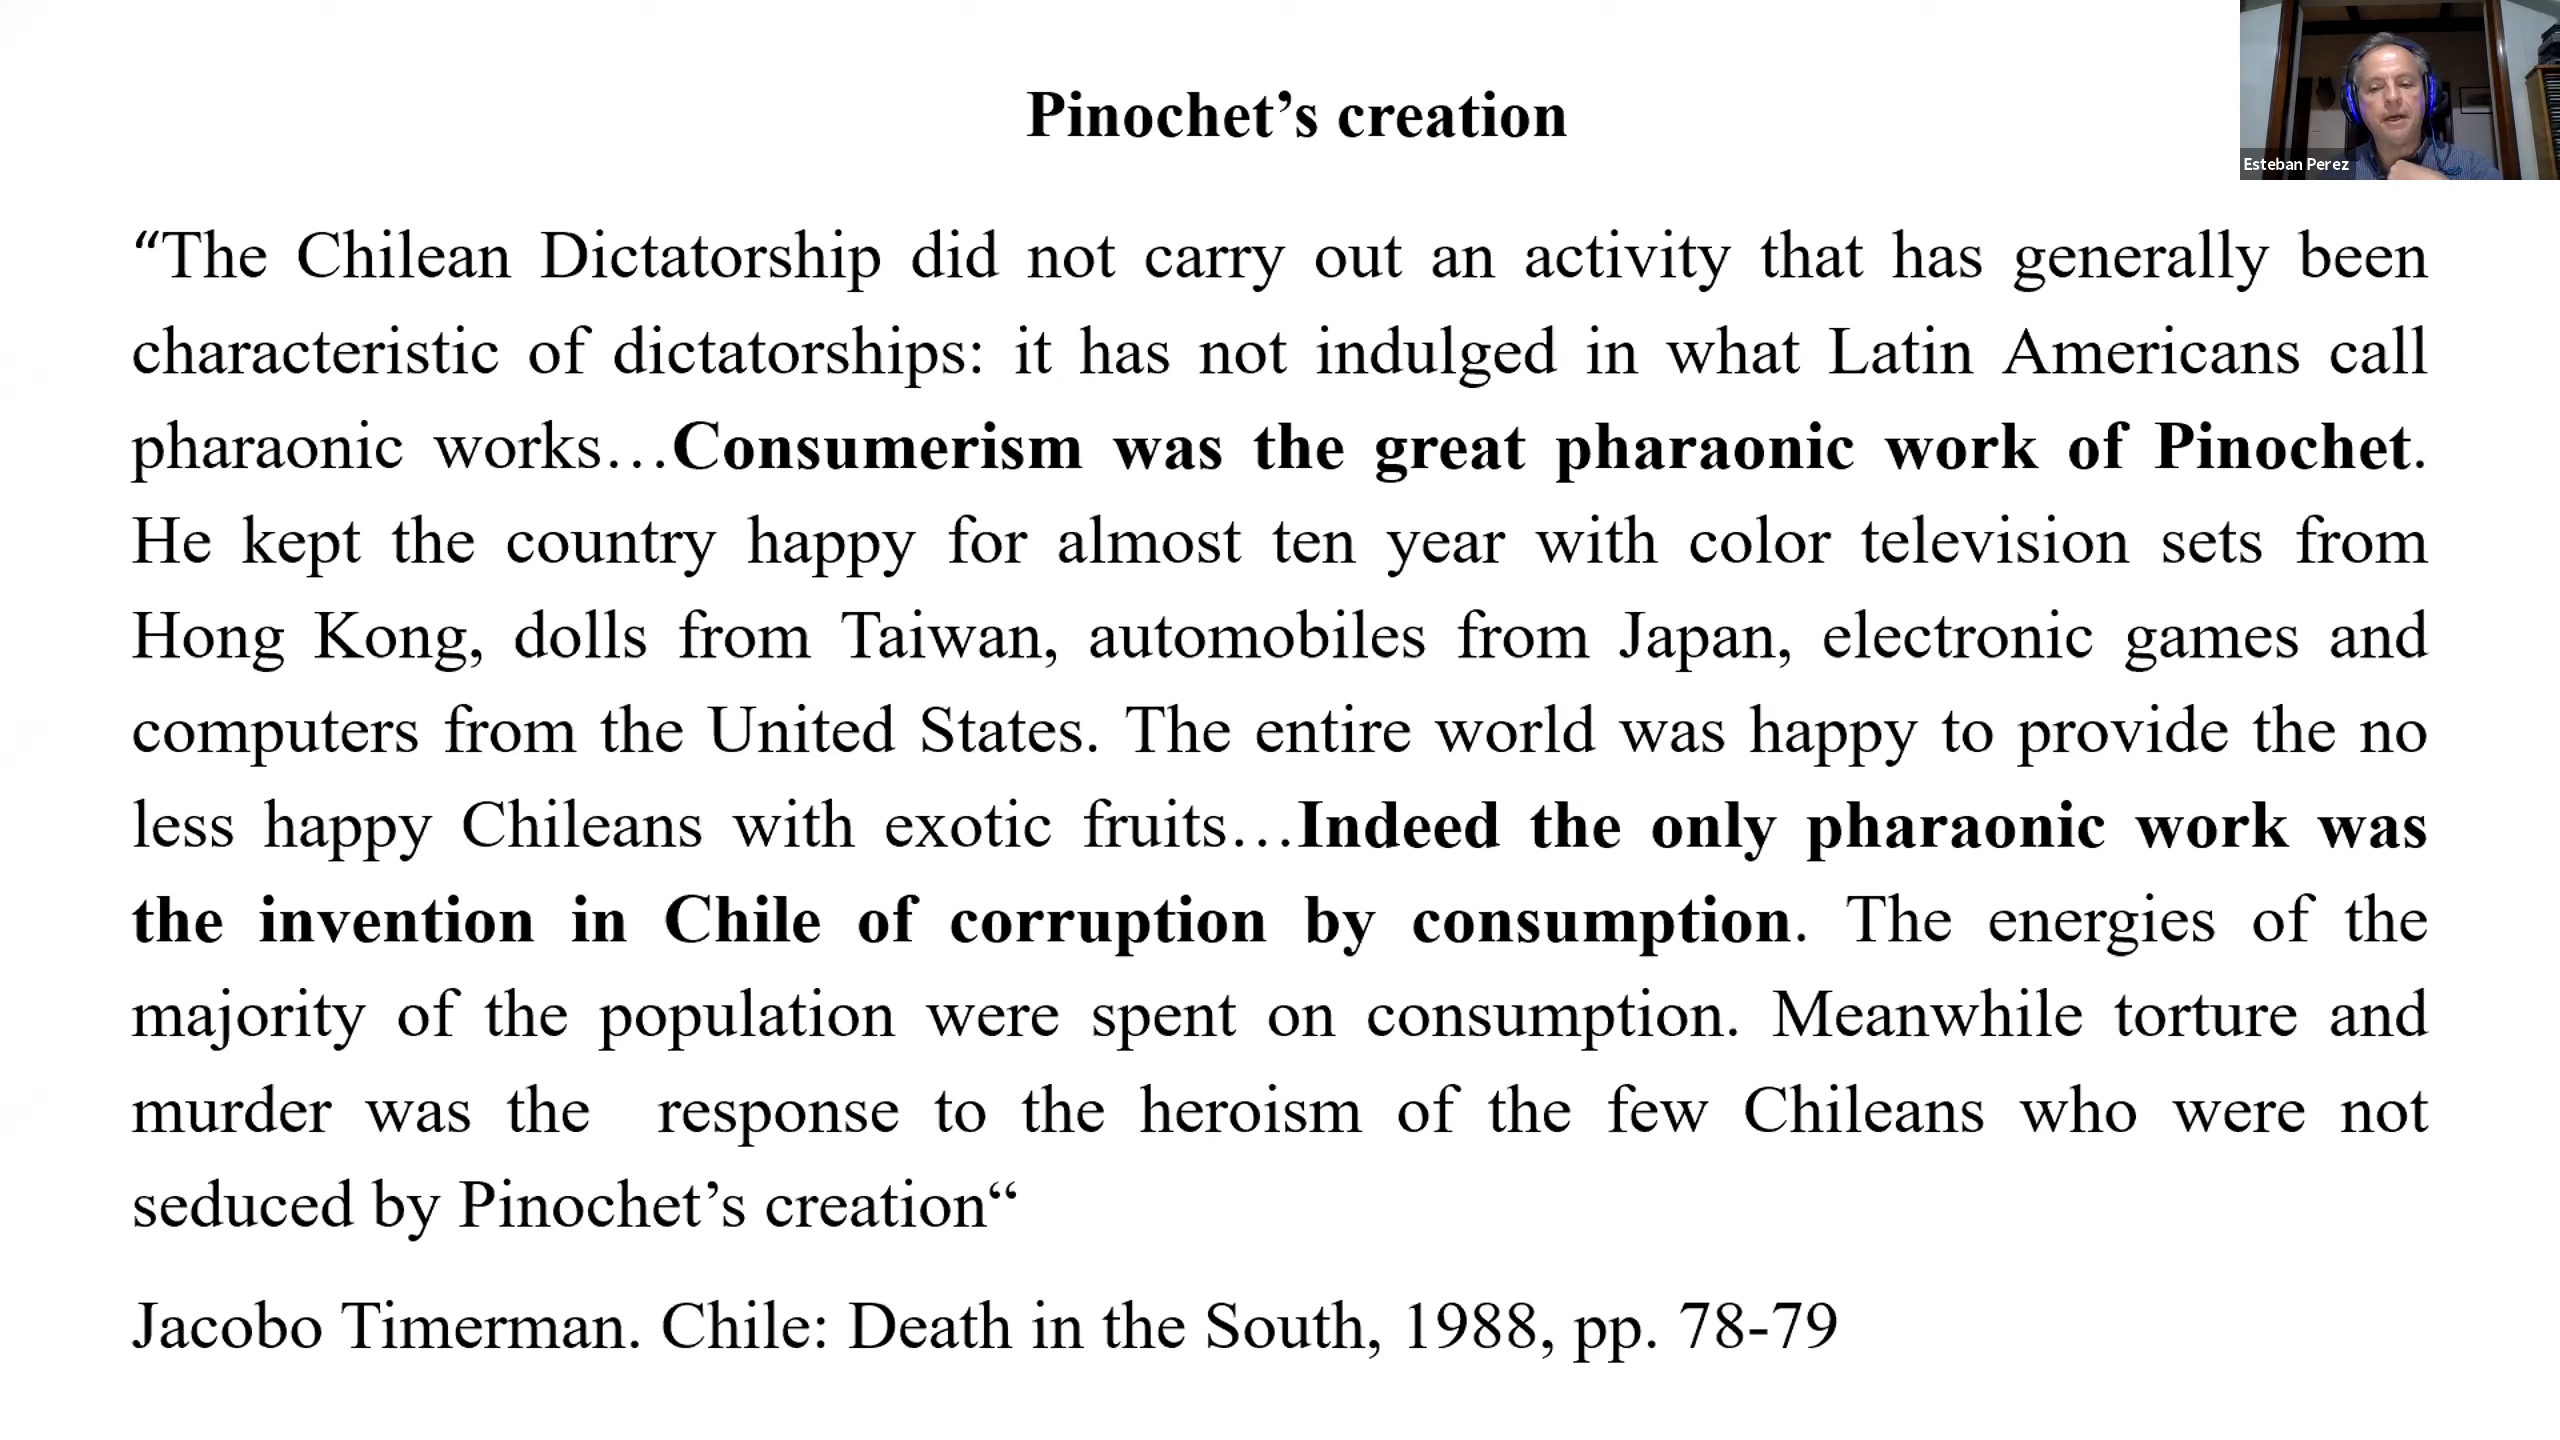 Pinochet’s creation
Esteban Perez
“The Chilean Dictatorship did not carry out an activity that has generally been
characteristic of dictatorships: it has not indulged in what Latin Americans call
pharaonic works…Consumerism was the great pharaonic work of Pinochet.
He kept the country happy for almost ten year with color television sets from
Hong Kong, dolls from Taiwan, automobiles from Japan, electronic games and
computers from the United States. The entire world was happy to provide the no
less happy Chileans with exotic fruits…Indeed the only pharaonic work was
the invention in Chile of corruption by consumption. The energies of the
majority of the population were spent on consumption. Meanwhile torture and
murder was the  response to the heroism of the few Chileans who were not
seduced by Pinochet’s creation“
Jacobo Timerman. Chile: Death in the South, 1988, pp. 78-79